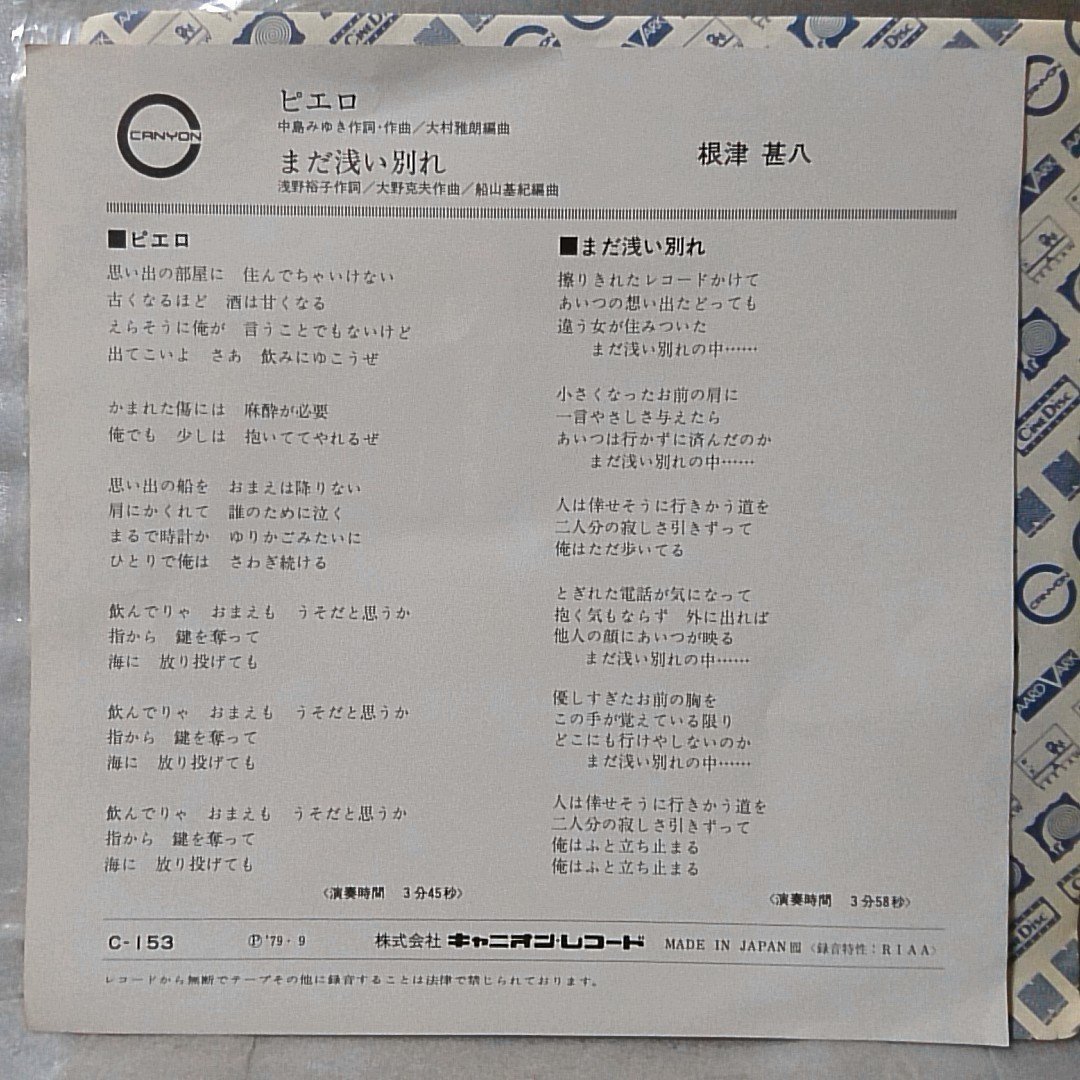 CANYON
ピエロ
中島みゆき作詞・作曲／大村雅朗編曲
まだ浅い別れ
浅野裕子作詞／大野克夫作曲／船山基紀編曲
根津 甚八
■ピエロ
思い出の部屋に 住んでちゃいけない
古くなるほど 酒は甘くなる
えらそうに俺が 言うことでもないけど
出てこいよ さあ 飲みにゆこうぜ
かまれた傷には 麻酔が必要
俺でも 少しは 抱いててやれるぜ
思い出の船を おまえは降りない
肩にかくれて 誰のために泣く
まるで時計か ゆりかごみたいに
ひとりで俺は さわぎ続ける
飲んでりゃ おまえも うそだと思うか
指から 鍵を奪って
海に 放り投げても
飲んでりゃ おまえも うそだと思うか
指から 鍵を奪って
海に 放り投げても
飲んでりゃ おまえも うそだと思うか
指から 鍵を奪って
海に 放り投げても
〈演奏時間 3分45秒〉
■まだ浅い別れ
擦りきれたレコードかけて
あいつの想い出たどっても
違う女が住みついた
まだ浅い別れの中……
小さくなったお前の肩に
一言やさしさ与えたら
あいつは行かずに済んだのか
まだ浅い別れの中……
人は倖せそうに行きかう道を
二人分の寂しさ引きずって
俺はただ歩いてる
とぎれた電話が気になって
抱く気もならず 外に出れば
他人の顔にあいつが映る
まだ浅い別れの中……
優しすぎたお前の胸を
この手が覚えている限り
どこにも行けやしないのか
まだ浅い別れの中……
人は倖せそうに行きかう道を
二人分の寂しさ引きずって
俺はふと立ち止まる
俺はふと立ち止まる
〈演奏時間 3分58秒〉
C-153 Ⓟ'79・9 株式会社 キャニオン・レコード MADE IN JAPAN 〈録音特性：RIAA〉
レコードから無断でテープその他に録音することは法律で禁じられております。
Cine Disc
AARD VARK
CANYON